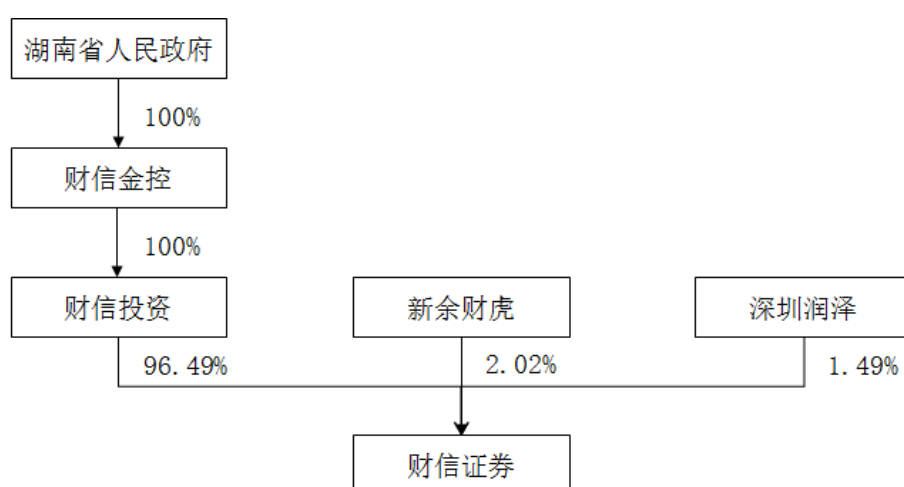 湖南省人民政府
100%
财信金控
100%
财信投资
新余财虎
深圳润泽
96.49%
2.02%
1.49%
财信证券